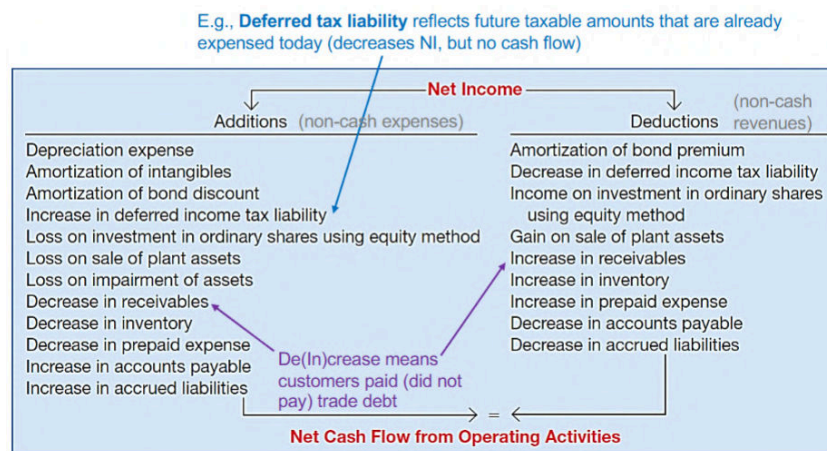 E.g., Deferred tax liability reflects future taxable amounts that are already
expensed today (decreases NI, but no cash flow)
Net Income
Additions (non-cash expenses)
Depreciation expense
Amortization of intangibles
Amortization of bond discount
Increase in deferred income tax liability
Loss on investment in ordinary shares using equity method
Loss on sale of plant assets
Loss on impairment of assets
Decrease in receivables
Decrease in inventory
Decrease in prepaid expense
Increase in accounts payable
Increase in accrued liabilities
Deductions (non-cash
revenues)
Amortization of bond premium
Decrease in deferred income tax liability
Income on investment in ordinary shares
using equity method
Gain on sale of plant assets
Increase in receivables
Increase in inventory
Increase in prepaid expense
Decrease in accounts payable
Decrease in accrued liabilities
De(In)crease means
customers paid (did not
pay) trade debt
=
Net Cash Flow from Operating Activities